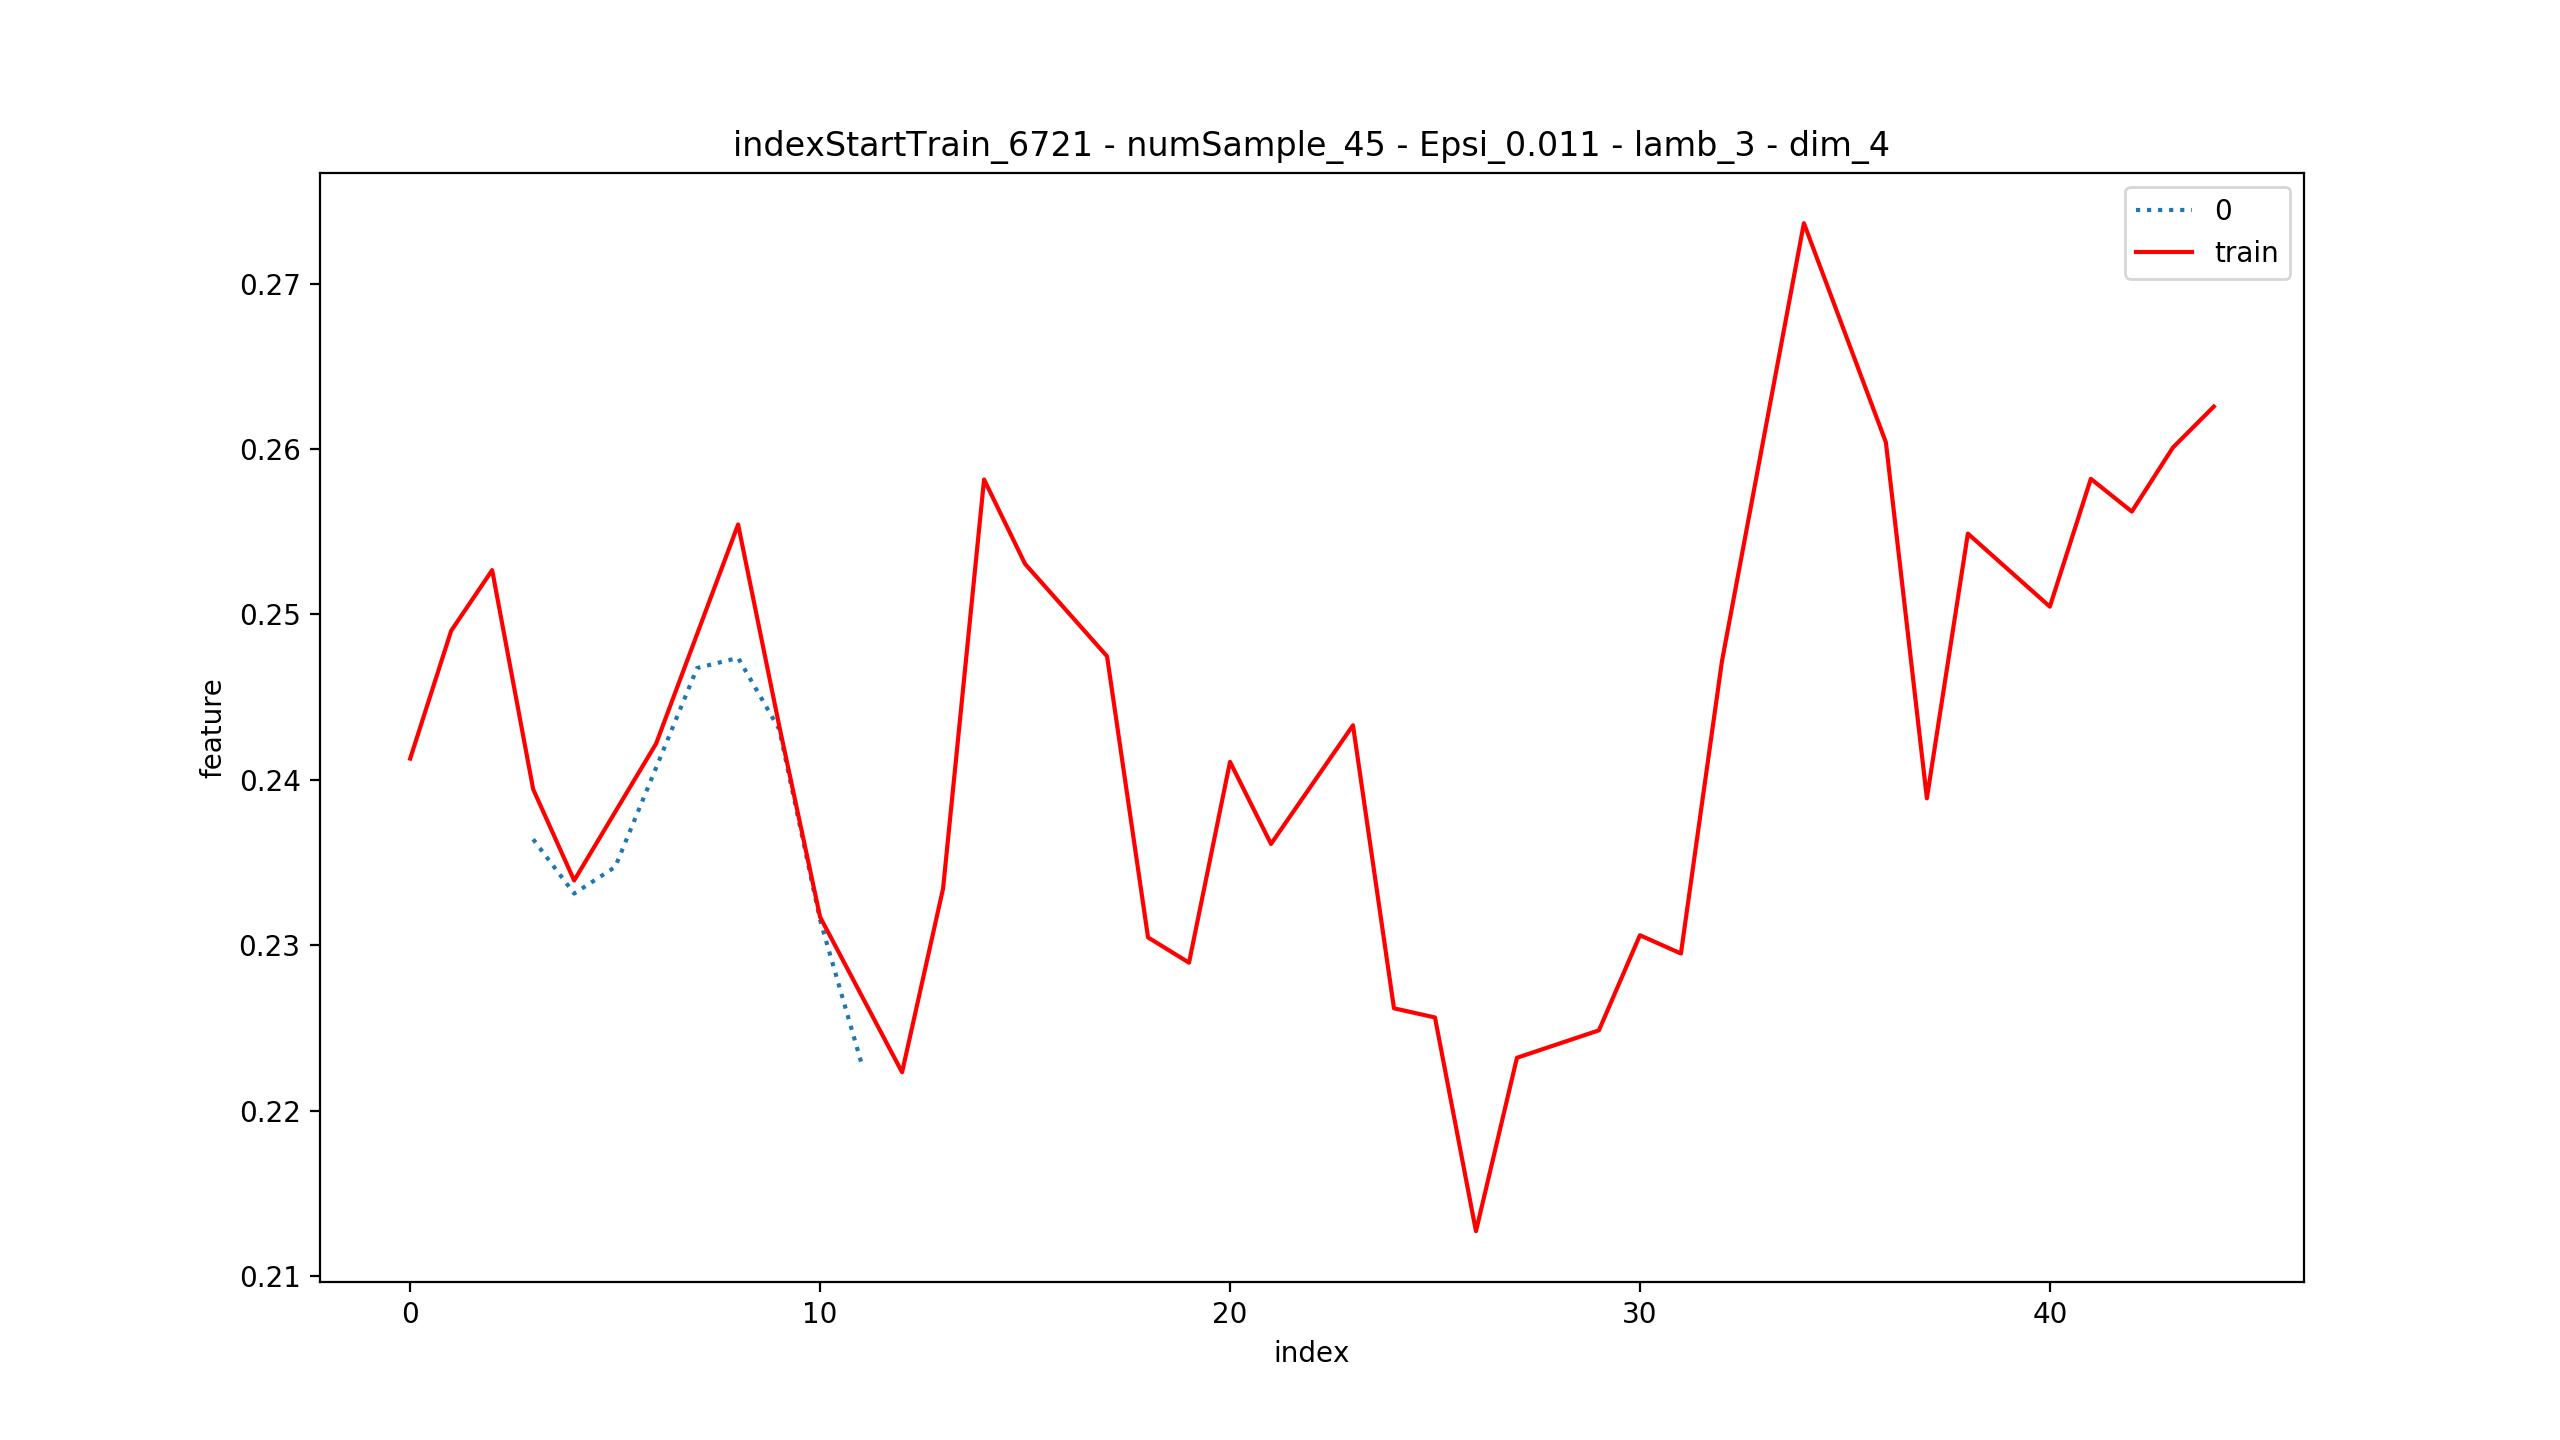 indexStartTrain_6721 - numSample_45 - Epsi_0.011 - lamb_3 - dim_4
0
train
0.27
0.26
0.25
0.24
0.23
0.22
0.21
feature
0 10 20 30 40
index